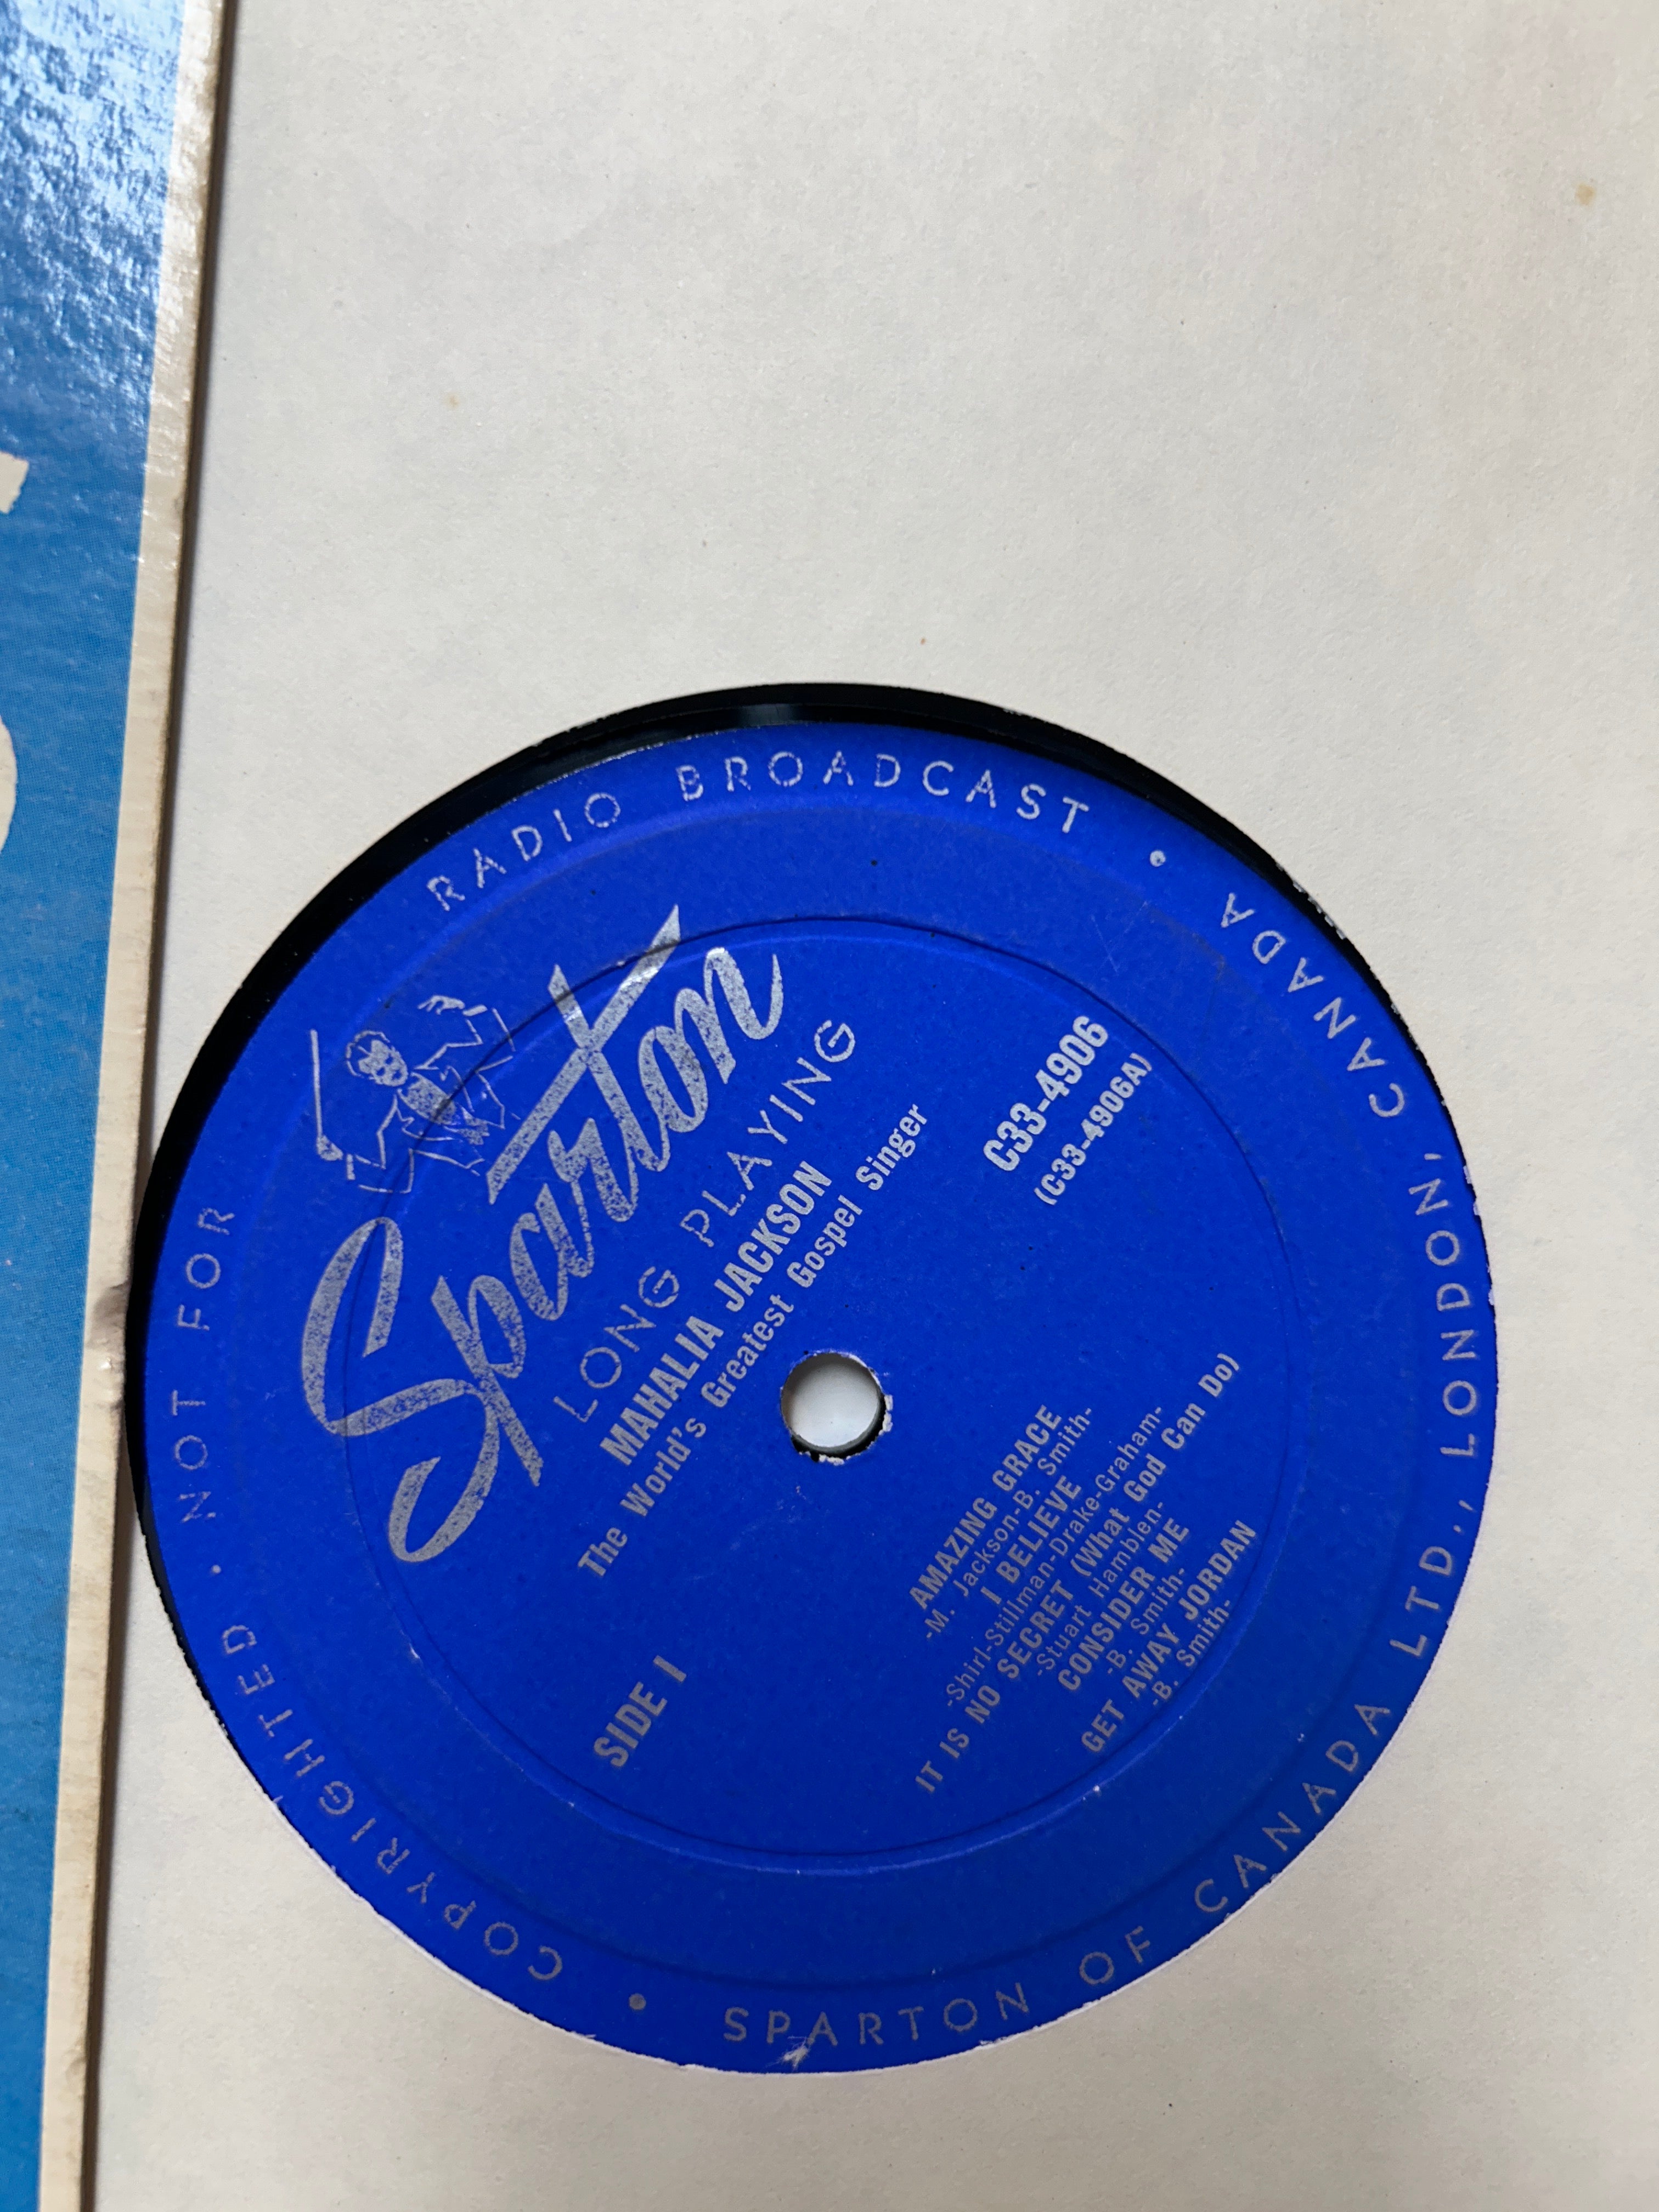 COPYRIGHTED · NOT FOR RADIO BROADCAST •
Sparton
LONG PLAYING
MAHALIA JACKSON
The World's Greatest Gospel Singer
C33-4906
(C33-4906A)
SIDE I
AMAZING GRACE
-M. Jackson-B. Smith-
I BELIEVE
-Shirl-Stillman-Drake-Graham-
IT IS NO SECRET (What God Can Do)
-Stuart Hamblen-
CONSIDER ME
-B. Smith-
GET AWAY JORDAN
-B. Smith-
• SPARTON OF CANADA LTD., LONDON, CANADA